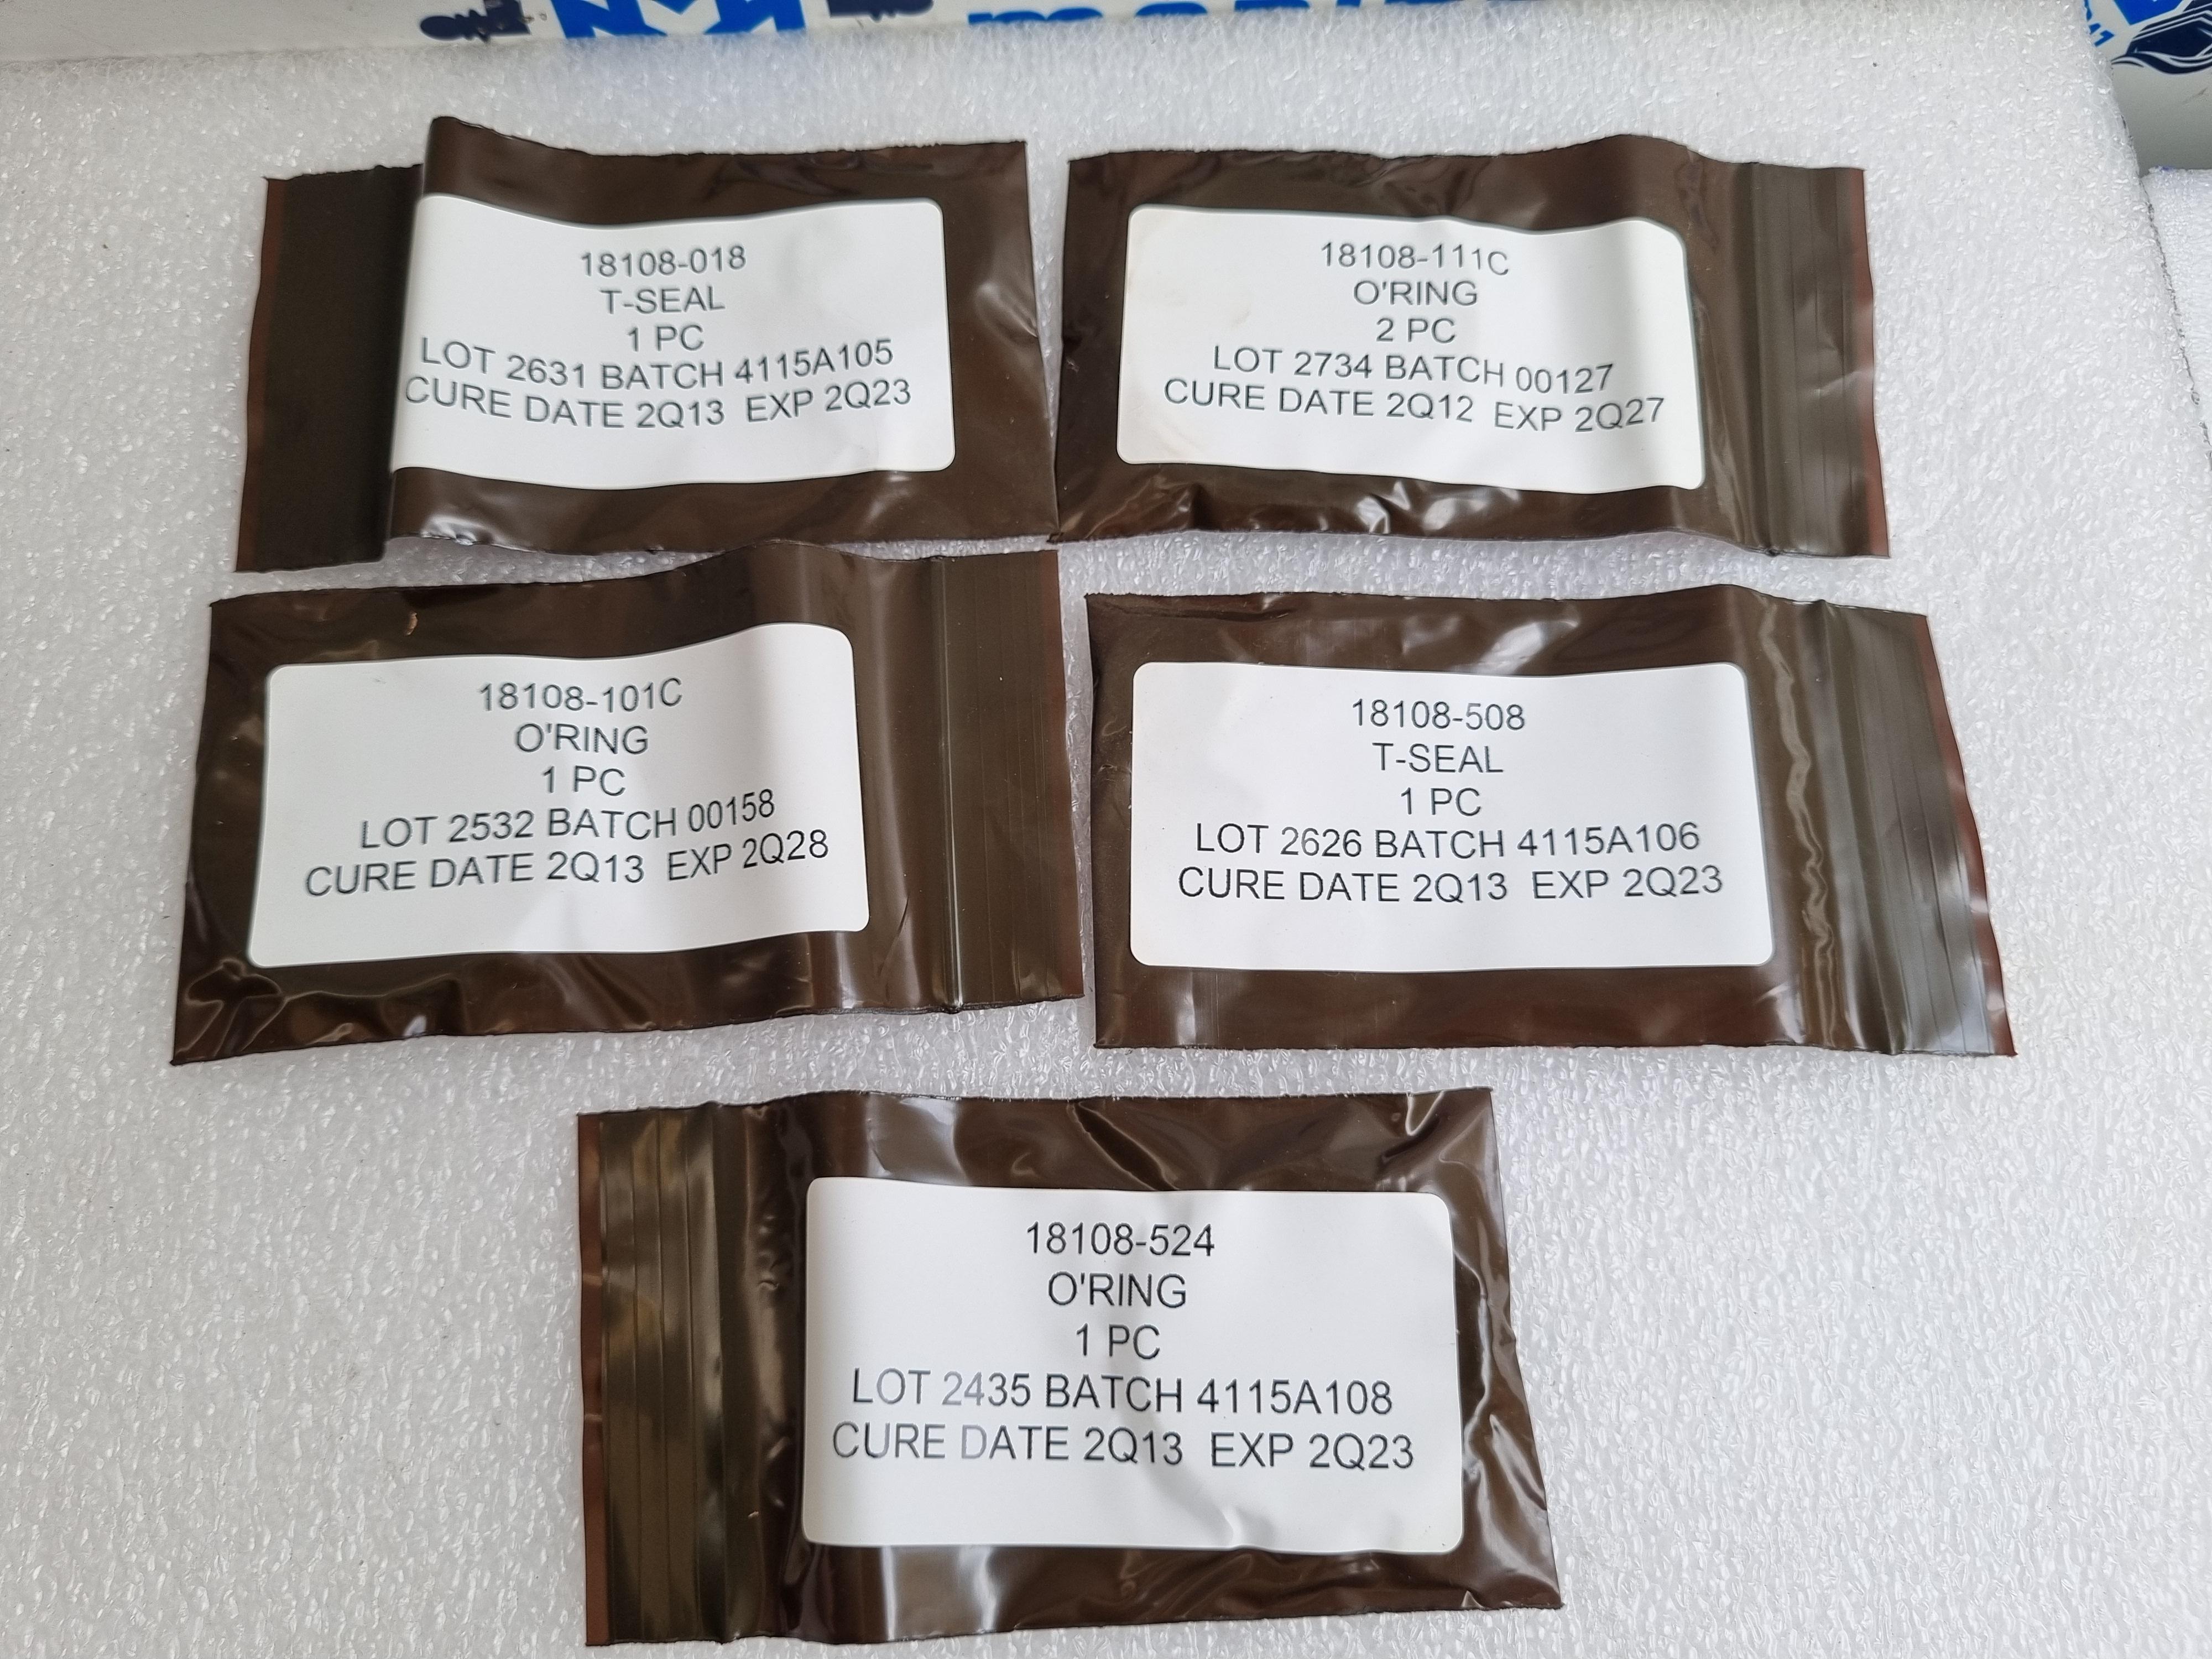 18108-018
T-SEAL
1 PC
LOT 2631 BATCH 4115A105
CURE DATE 2Q13 EXP 2Q23
18108-111C
O'RING
2 PC
LOT 2734 BATCH 00127
CURE DATE 2Q12 EXP 2Q27
18108-101C
O'RING
1 PC
LOT 2532 BATCH 00158
CURE DATE 2Q13 EXP 2Q28
18108-508
T-SEAL
1 PC
LOT 2626 BATCH 4115A106
CURE DATE 2Q13 EXP 2Q23
18108-524
O'RING
1 PC
LOT 2435 BATCH 4115A108
CURE DATE 2Q13 EXP 2Q23